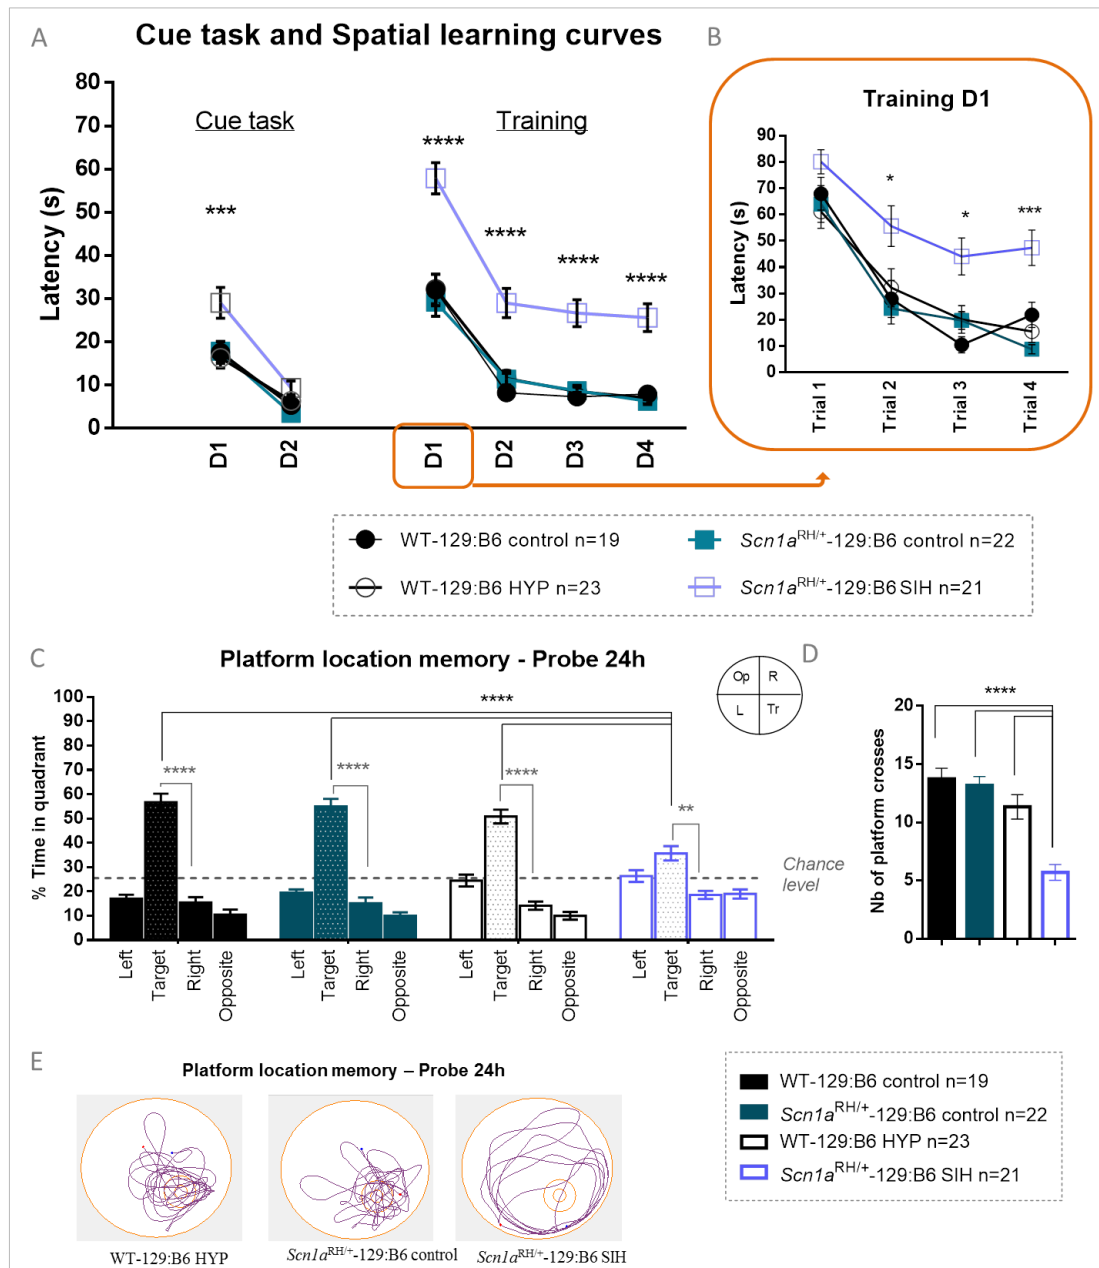 A
Cue task and Spatial learning curves
B
Latency (s)
80
70
60
50
40
30
20
10
0
Cue task
Training
***
****
****
****
****
D1
D2
D1
D2
D3
D4
Training D1
Latency (s)
90
80
70
60
50
40
30
20
10
0
*
*
***
Trial 1
Trial 2
Trial 3
Trial 4
WT-129:B6 control n=19
Scn1aRH/+-129:B6 control n=22
WT-129:B6 HYP n=23
Scn1aRH/+-129:B6 SIH n=21
C
Platform location memory - Probe 24h
% Time in quadrant
100
90
80
70
60
50
40
30
20
10
0
****
****
****
****
**
Op
R
L
Tr
Chance
level
Left
Target
Right
Opposite
Left
Target
Right
Opposite
Left
Target
Right
Opposite
Left
Target
Right
Opposite
D
Nb of platform crosses
20
15
10
5
0
****
E
Platform location memory – Probe 24h
WT-129:B6 HYP
Scn1aRH/+-129:B6 control
Scn1aRH/+-129:B6 SIH
WT-129:B6 control n=19
Scn1aRH/+-129:B6 control n=22
WT-129:B6 HYP n=23
Scn1aRH/+-129:B6 SIH n=21